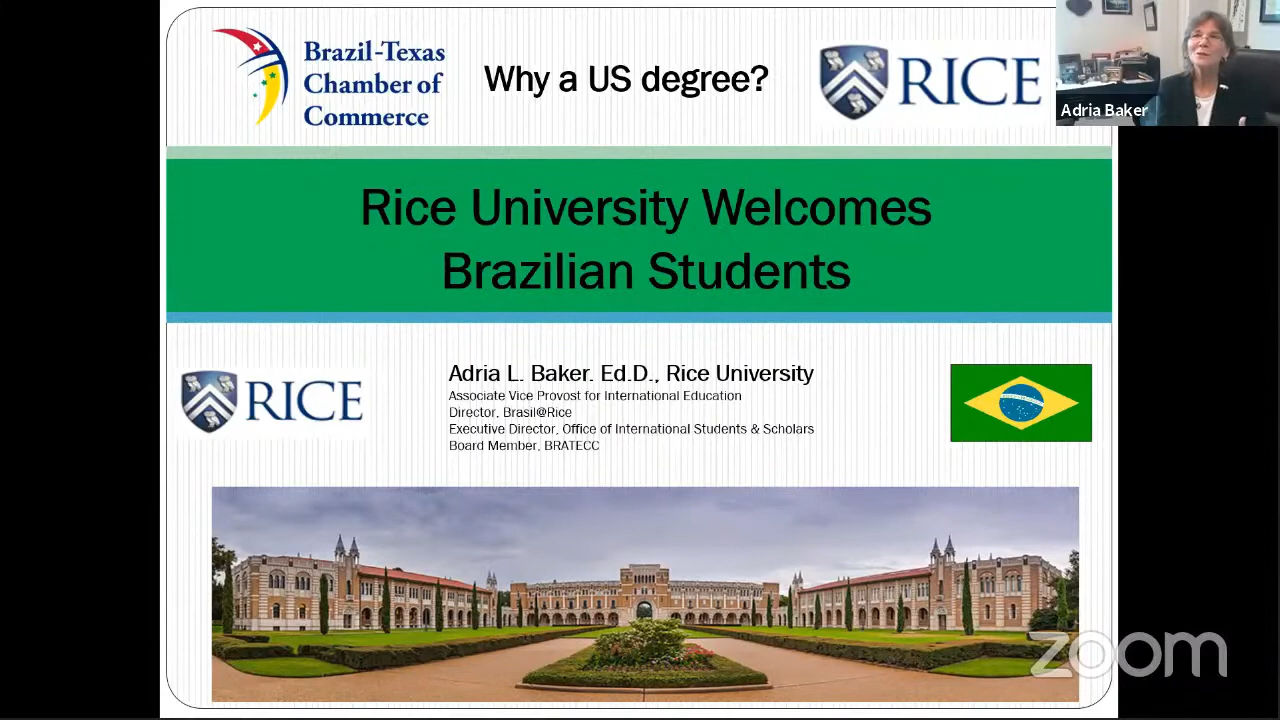 Brazil-Texas
Chamber of
Commerce
Why a US degree?
RICE
Adria Baker
Rice University Welcomes
Brazilian Students
RICE
Adria L. Baker. Ed.D., Rice University
Associate Vice Provost for International Education
Director, Brasil@Rice
Executive Director, Office of International Students & Scholars
Board Member, BRATECC
zoom